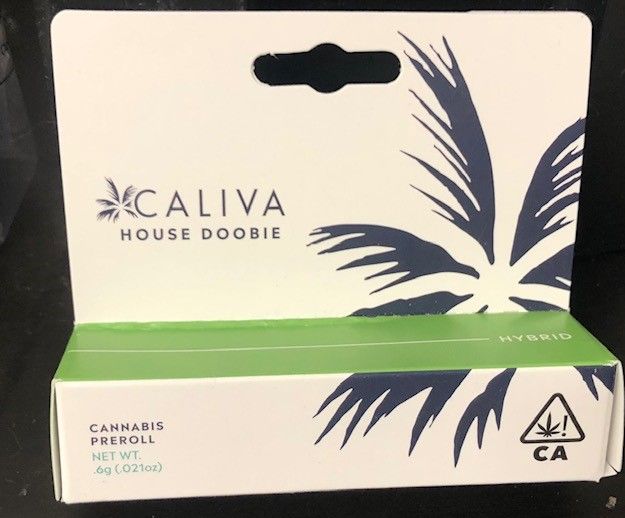 CALIVA
HOUSE DOOBIE
HYBRID
CANNABIS
PREROLL
NET WT.
.6g (.021oz)
!
CA